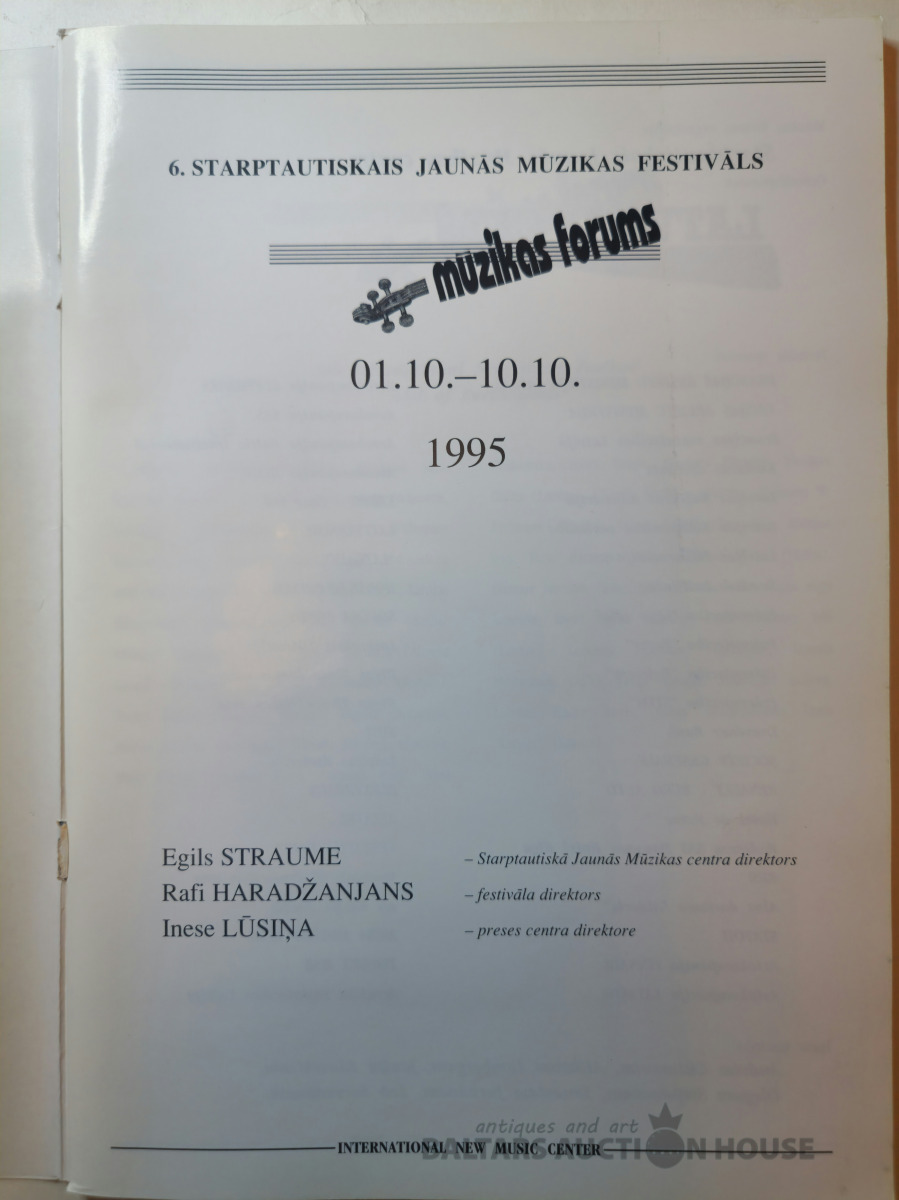 6. STARPTAUTISKAIS JAUNĀS MŪZIKAS FESTIVĀLS
mūzikas forums
01.10.–10.10.
1995
Egils STRAUME – Starptautiskā Jaunās Mūzikas centra direktors
Rafi HARADŽANJANS – festivāla direktors
Inese LŪSIŅA – preses centra direktore
antiques and art
BALTARS AUCTION HOUSE
INTERNATIONAL NEW MUSIC CENTER